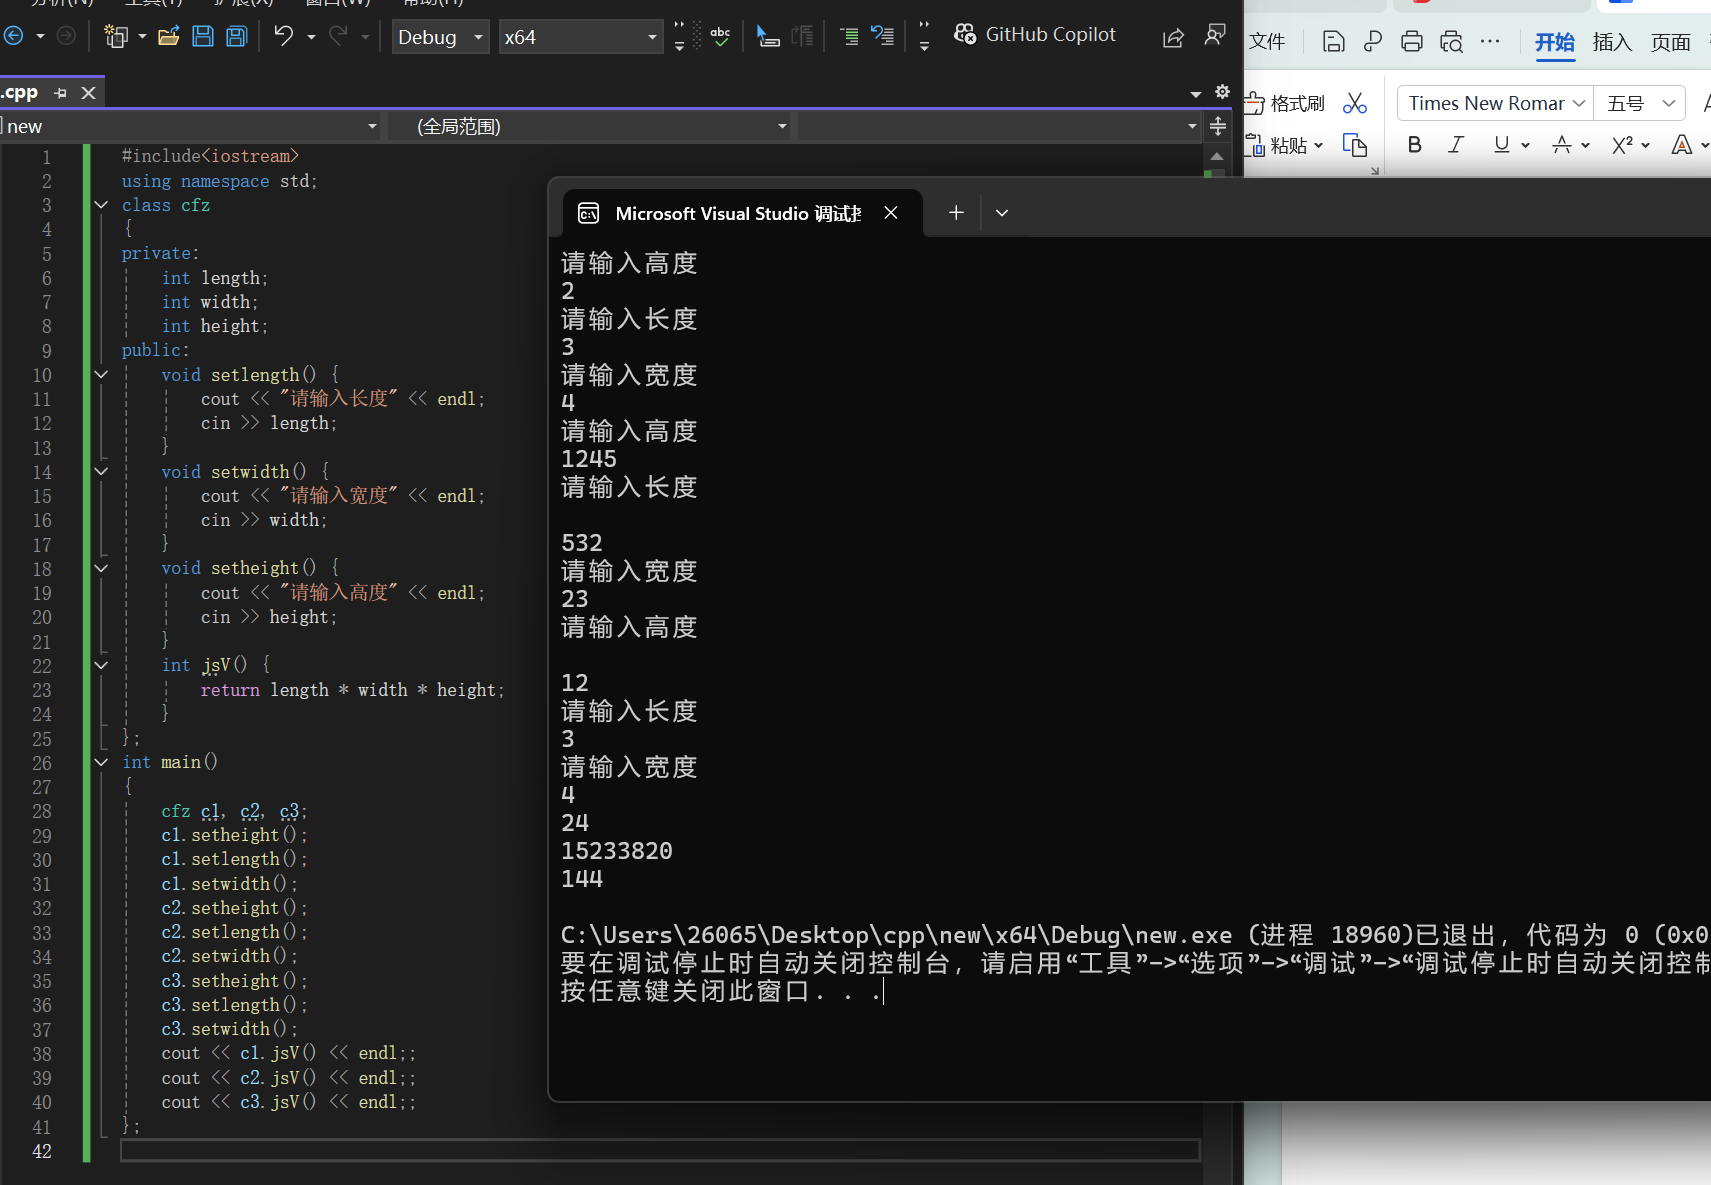 分析(N) 工具(T) 扩展(X) 窗口(W) 帮助(H)
Debug x64 abc GitHub Copilot
.cpp
new (全局范围)
1 #include<iostream>
2 using namespace std;
3 class cfz
4 {
5 private:
6 int length;
7 int width;
8 int height;
9 public:
10 void setlength() {
11 cout << "请输入长度" << endl;
12 cin >> length;
13 }
14 void setwidth() {
15 cout << "请输入宽度" << endl;
16 cin >> width;
17 }
18 void setheight() {
19 cout << "请输入高度" << endl;
20 cin >> height;
21 }
22 int jsV() {
23 return length * width * height;
24 }
25 };
26 int main()
27 {
28 cfz c1, c2, c3;
29 c1.setheight();
30 c1.setlength();
31 c1.setwidth();
32 c2.setheight();
33 c2.setlength();
34 c2.setwidth();
35 c3.setheight();
36 c3.setlength();
37 c3.setwidth();
38 cout << c1.jsV() << endl;;
39 cout << c2.jsV() << endl;;
40 cout << c3.jsV() << endl;;
41 };
42
文件 开始 插入 页面
格式刷 Times New Romar 五号
粘贴 B I U A X² A
Microsoft Visual Studio 调试
请输入高度
2
请输入长度
3
请输入宽度
4
请输入高度
1245
请输入长度
532
请输入宽度
23
请输入高度
12
请输入长度
3
请输入宽度
4
24
15233820
144
C:\Users\26065\Desktop\cpp\new\x64\Debug\new.exe (进程 18960)已退出，代码为 0 (0x0
要在调试停止时自动关闭控制台，请启用“工具”->“选项”->“调试”->“调试停止时自动关闭控制
按任意键关闭此窗口. . .